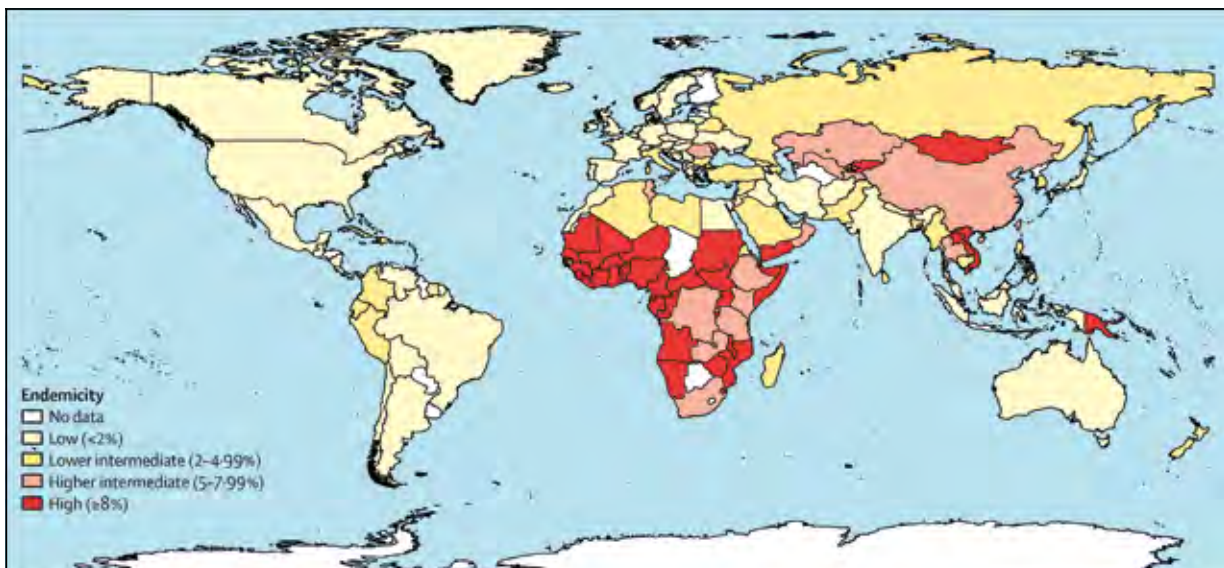 Endemicity
No data
Low (<2%)
Lower intermediate (2–4·99%)
Higher intermediate (5–7·99%)
High (≥8%)